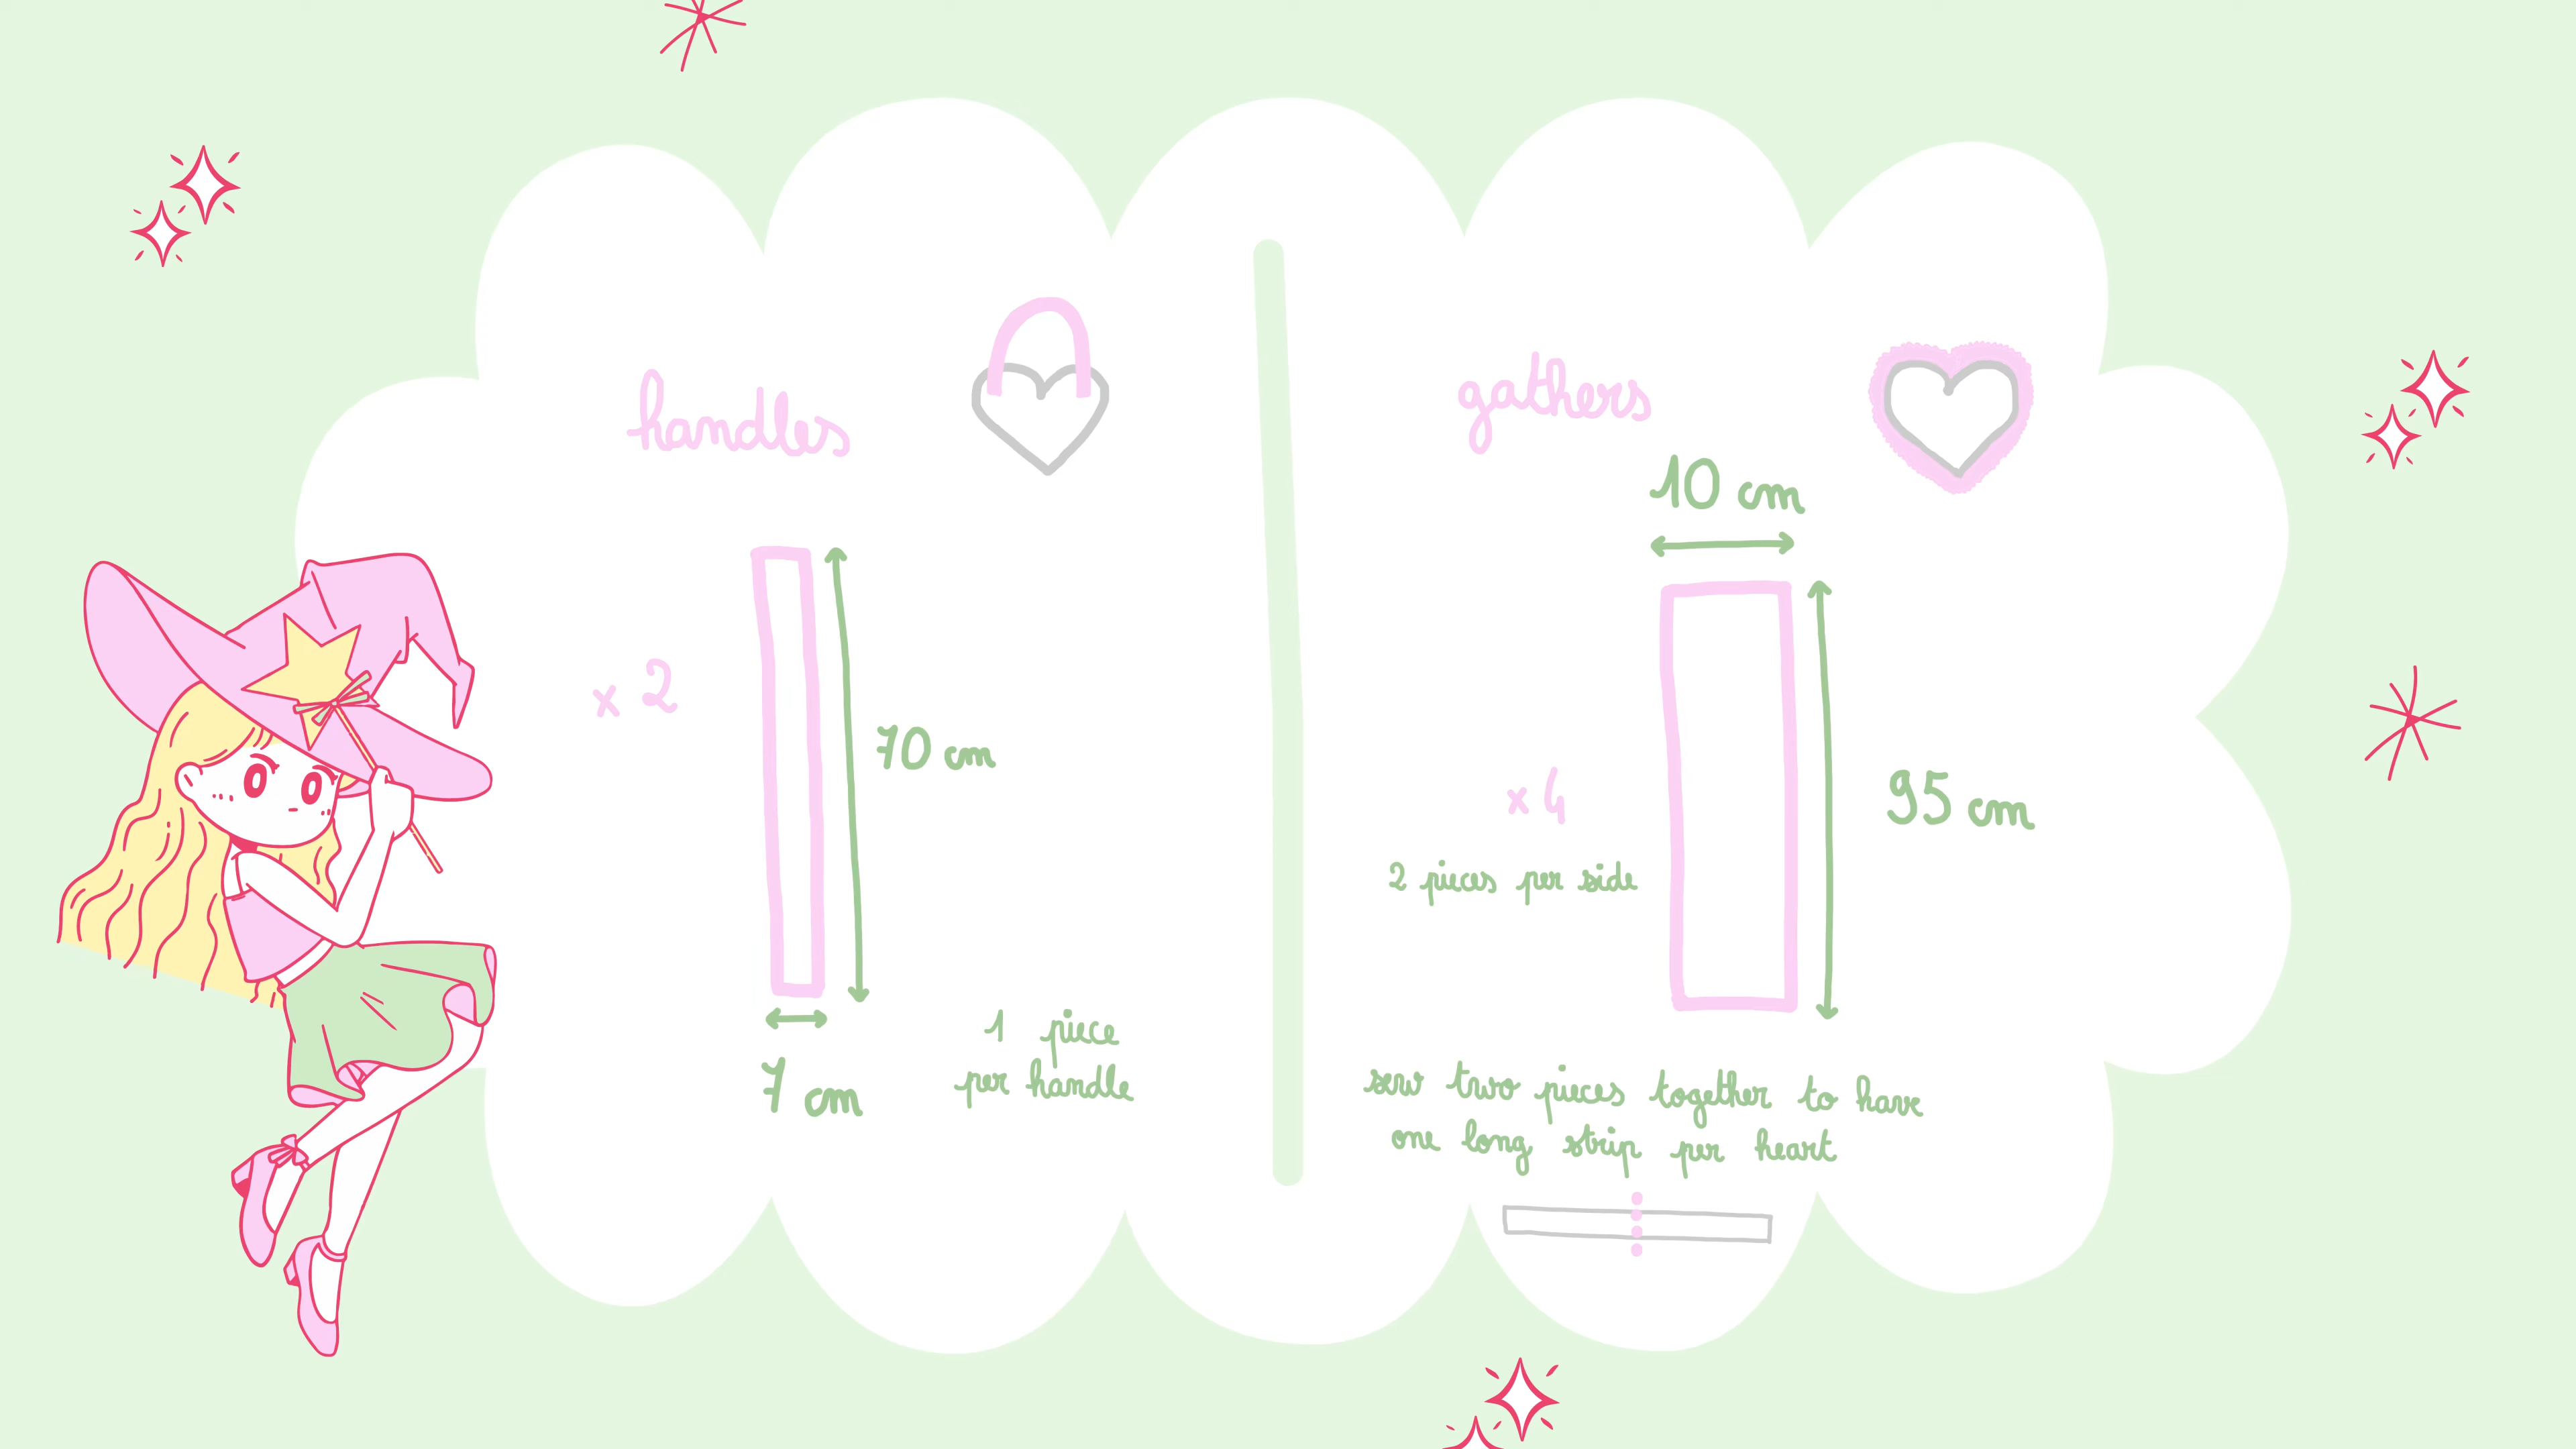 handles
x 2
70 cm
7 cm
1 piece
per handle
gathers
10 cm
x 4
2 pieces per side
95 cm
sew two pieces together to have
one long strip per heart